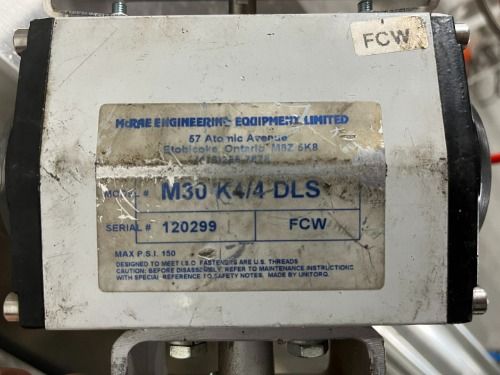 FCW
McRAE ENGINEERING EQUIPMENT LIMITED
57 Atomic Avenue
Etobicoke, Ontario M8Z 5K8
MODEL # M30 K4/4 DLS
SERIAL # 120299 FCW
MAX P.S.I. 150
DESIGNED TO MEET I.S.O. FASTENERS ARE U.S. THREADS
CAUTION: BEFORE DISASSEMBLY, REFER TO MAINTENANCE INSTRUCTIONS
WITH SPECIAL REFERENCE TO SAFETY NOTES. MADE BY UNITORQ.